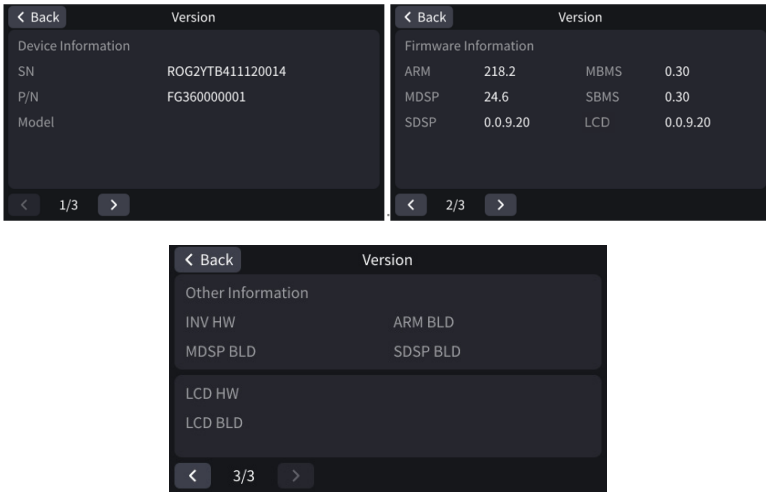 Back Version
Device Information
SN ROG2YTB411120014
P/N FG360000001
Model
1/3
Back Version
Firmware Information
ARM 218.2 MBMS 0.30
MDSP 24.6 SBMS 0.30
SDSP 0.0.9.20 LCD 0.0.9.20
2/3
Back Version
Other Information
INV HW ARM BLD
MDSP BLD SDSP BLD
LCD HW
LCD BLD
3/3